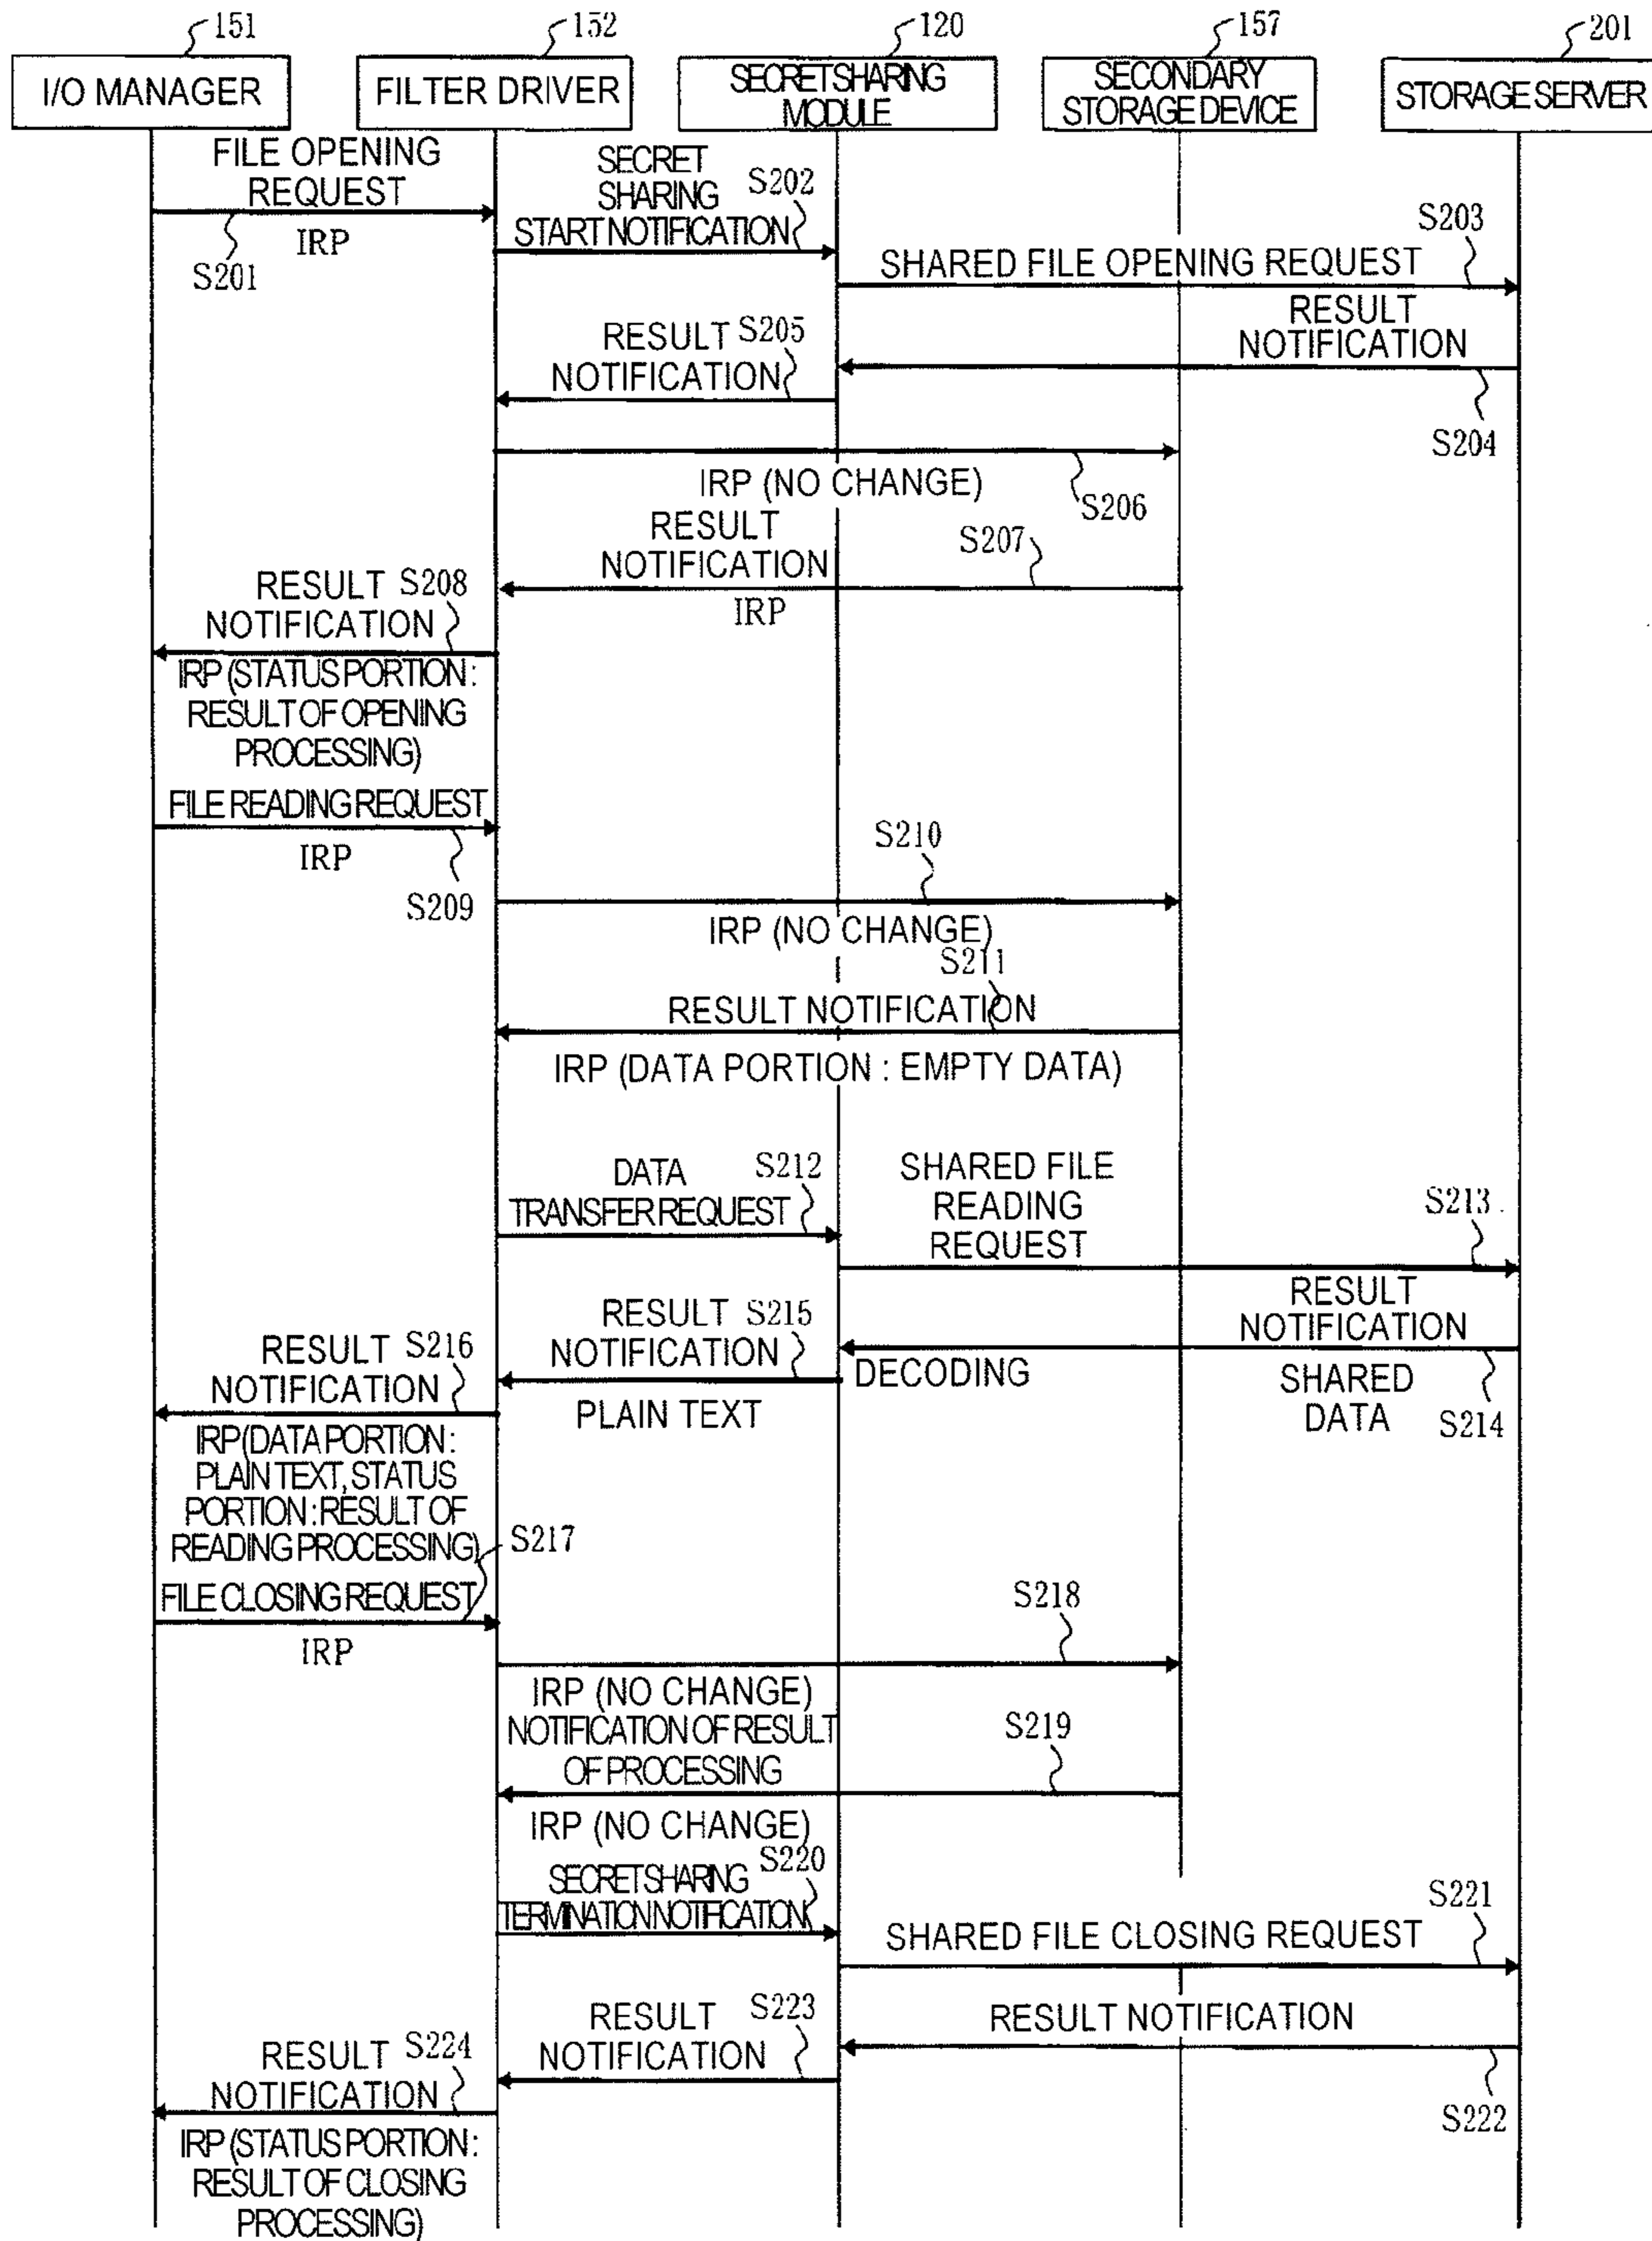 151
152
120
157
201
I/O MANAGER
FILTER DRIVER
SECRET SHARING
MODULE
SECONDARY
STORAGE DEVICE
STORAGE SERVER
FILE OPENING
REQUEST
IRP
S201
SECRET
SHARING
START NOTIFICATION
S202
SHARED FILE OPENING REQUEST
S203
RESULT
NOTIFICATION
S204
RESULT
NOTIFICATION
S205
IRP (NO CHANGE)
S206
RESULT
NOTIFICATION
S207
IRP
RESULT
NOTIFICATION
S208
IRP (STATUS PORTION :
RESULT OF OPENING
PROCESSING)
FILE READING REQUEST
IRP
S209
S210
IRP (NO CHANGE)
S211
RESULT NOTIFICATION
IRP (DATA PORTION : EMPTY DATA)
DATA
TRANSFER REQUEST
S212
SHARED FILE
READING
REQUEST
S213
RESULT
NOTIFICATION
SHARED
DATA
S214
RESULT
NOTIFICATION
S215
DECODING
PLAIN TEXT
RESULT
NOTIFICATION
S216
IRP (DATA PORTION :
PLAIN TEXT, STATUS
PORTION : RESULT OF
READING PROCESSING)
S217
FILE CLOSING REQUEST
IRP
S218
IRP (NO CHANGE)
NOTIFICATION OF RESULT
OF PROCESSING
S219
IRP (NO CHANGE)
SECRET SHARING
TERMINATION NOTIFICATION
S220
SHARED FILE CLOSING REQUEST
S221
RESULT NOTIFICATION
S222
RESULT
NOTIFICATION
S223
RESULT
NOTIFICATION
S224
IRP (STATUS PORTION :
RESULT OF CLOSING
PROCESSING)